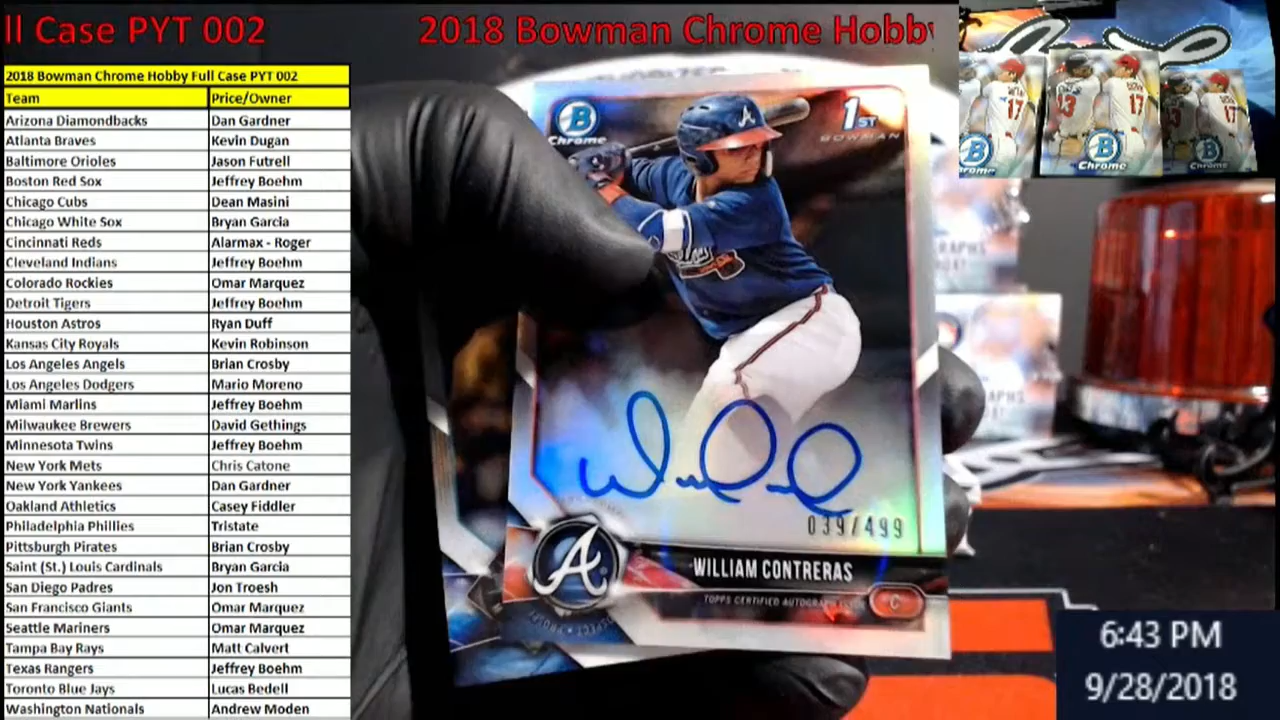 ll Case PYT 002
2018 Bowman Chrome Hobby
2018 Bowman Chrome Hobby Full Case PYT 002
Team Price/Owner
Arizona Diamondbacks Dan Gardner
Atlanta Braves Kevin Dugan
Baltimore Orioles Jason Futrell
Boston Red Sox Jeffrey Boehm
Chicago Cubs Dean Masini
Chicago White Sox Bryan Garcia
Cincinnati Reds Alarmax - Roger
Cleveland Indians Jeffrey Boehm
Colorado Rockies Omar Marquez
Detroit Tigers Jeffrey Boehm
Houston Astros Ryan Duff
Kansas City Royals Kevin Robinson
Los Angeles Angels Brian Crosby
Los Angeles Dodgers Mario Moreno
Miami Marlins Jeffrey Boehm
Milwaukee Brewers David Gethings
Minnesota Twins Jeffrey Boehm
New York Mets Chris Catone
New York Yankees Dan Gardner
Oakland Athletics Casey Fiddler
Philadelphia Phillies Tristate
Pittsburgh Pirates Brian Crosby
Saint (St.) Louis Cardinals Bryan Garcia
San Diego Padres Jon Troesh
San Francisco Giants Omar Marquez
Seattle Mariners Omar Marquez
Tampa Bay Rays Matt Calvert
Texas Rangers Jeffrey Boehm
Toronto Blue Jays Lucas Bedell
Washington Nationals Andrew Moden
B
Chrome
1ST
BOWMAN
039/499
A
WILLIAM CONTRERAS
TOPPS CERTIFIED AUTOGRAPH ISSUE
C
17
13
17
17
B
Chrome
B
Chrome
B
Chrome
6:43 PM
9/28/2018